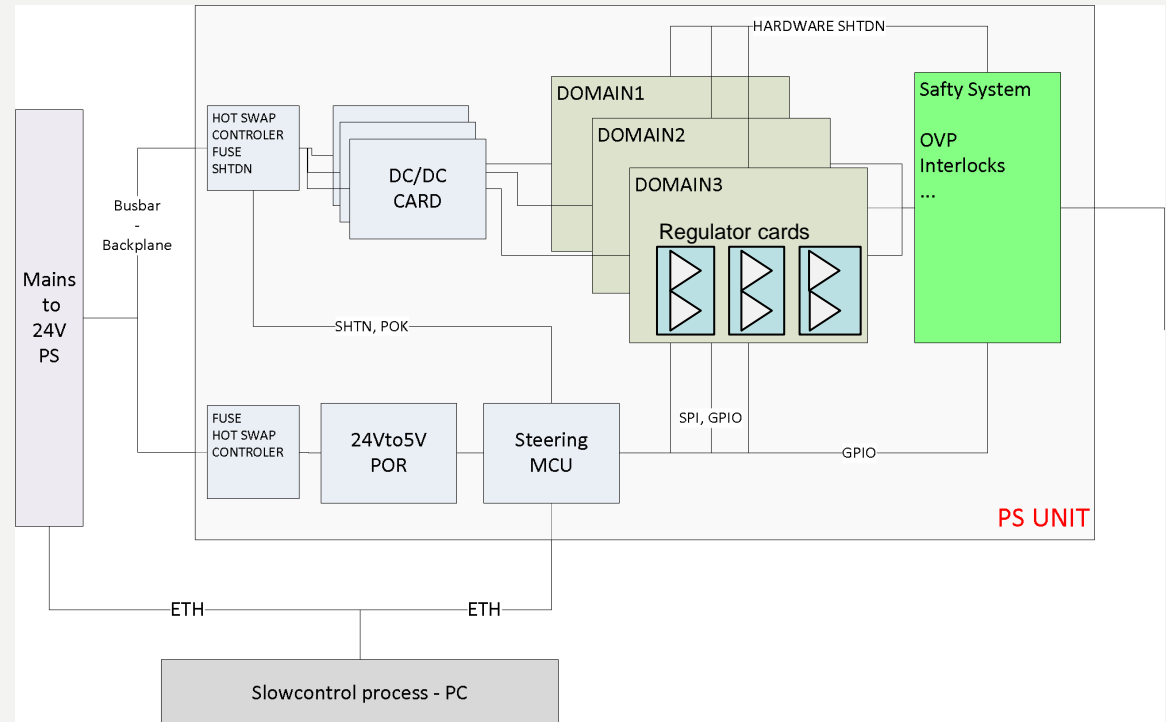 HARDWARE SHTDN
DOMAIN1
DOMAIN2
DOMAIN3
Regulator cards
Safty System
OVP
Interlocks
...
HOT SWAP
CONTROLER
FUSE
SHTDN
DC/DC
CARD
Busbar
-
Backplane
Mains
to
24V
PS
SHTN, POK
FUSE
HOT SWAP
CONTROLER
24Vto5V
POR
Steering
MCU
SPI, GPIO
GPIO
PS UNIT
ETH
ETH
Slowcontrol process - PC